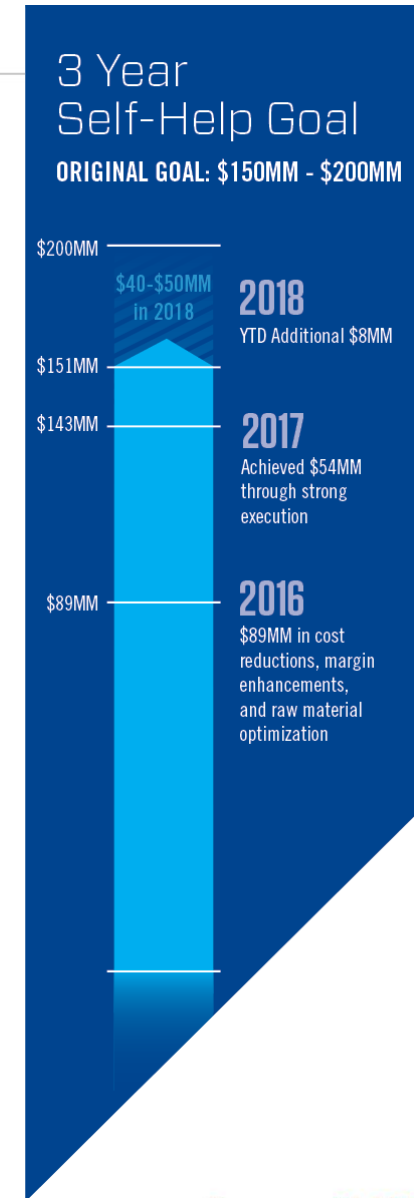 3 Year
Self-Help Goal
ORIGINAL GOAL: $150MM - $200MM
$200MM
$40-$50MM
in 2018
2018
YTD Additional $8MM
$151MM
$143MM
2017
Achieved $54MM
through strong
execution
$89MM
2016
$89MM in cost
reductions, margin
enhancements,
and raw material
optimization